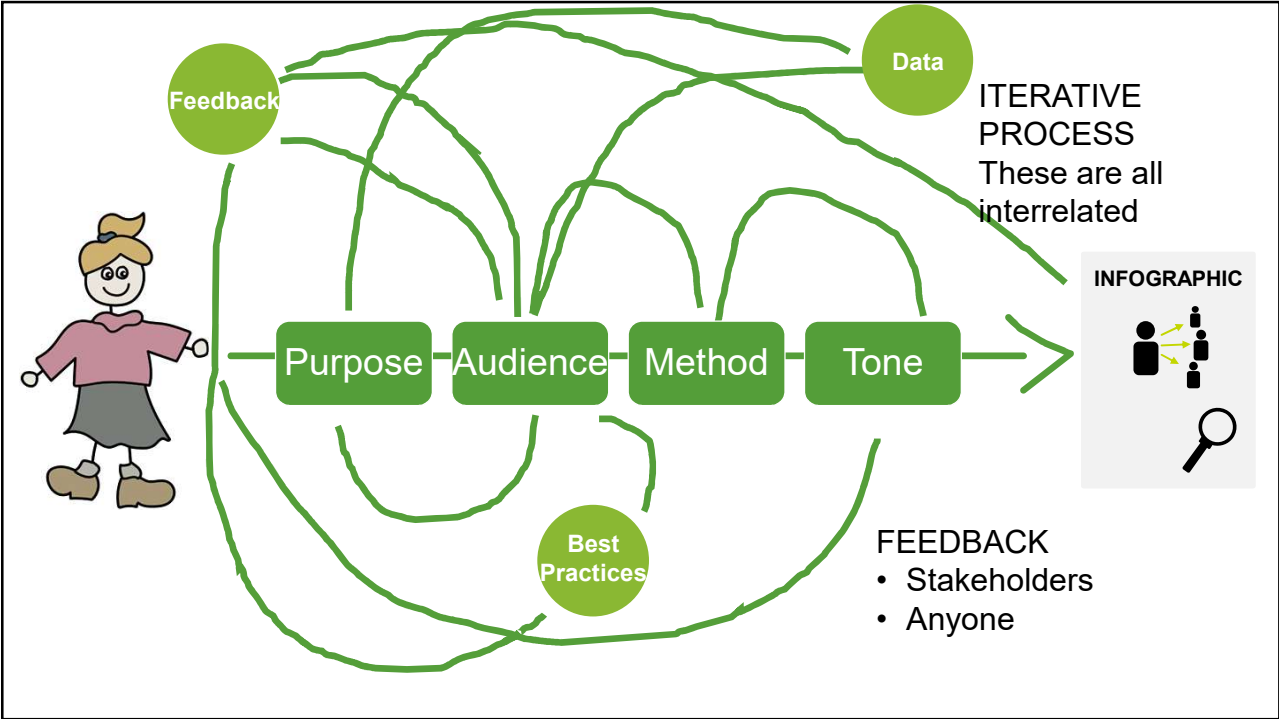 Feedback
Data
ITERATIVE
PROCESS
These are all
interrelated
INFOGRAPHIC
Purpose
Audience
Method
Tone
Best
Practices
FEEDBACK
• Stakeholders
• Anyone